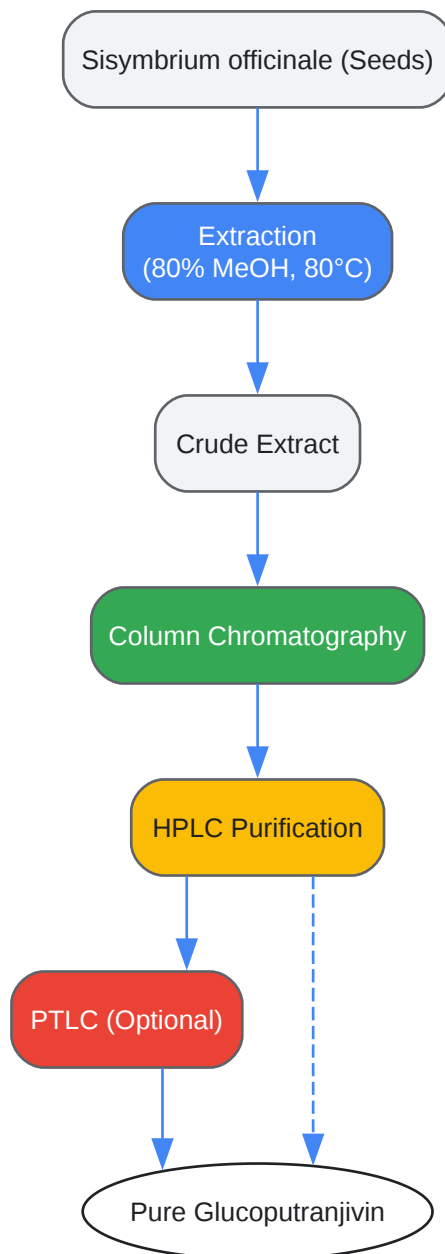 Sisymbrium officinale (Seeds)
Extraction
(80% MeOH, 80°C)
Crude Extract
Column Chromatography
HPLC Purification
PTLC (Optional)
Pure Glucoputranjivin